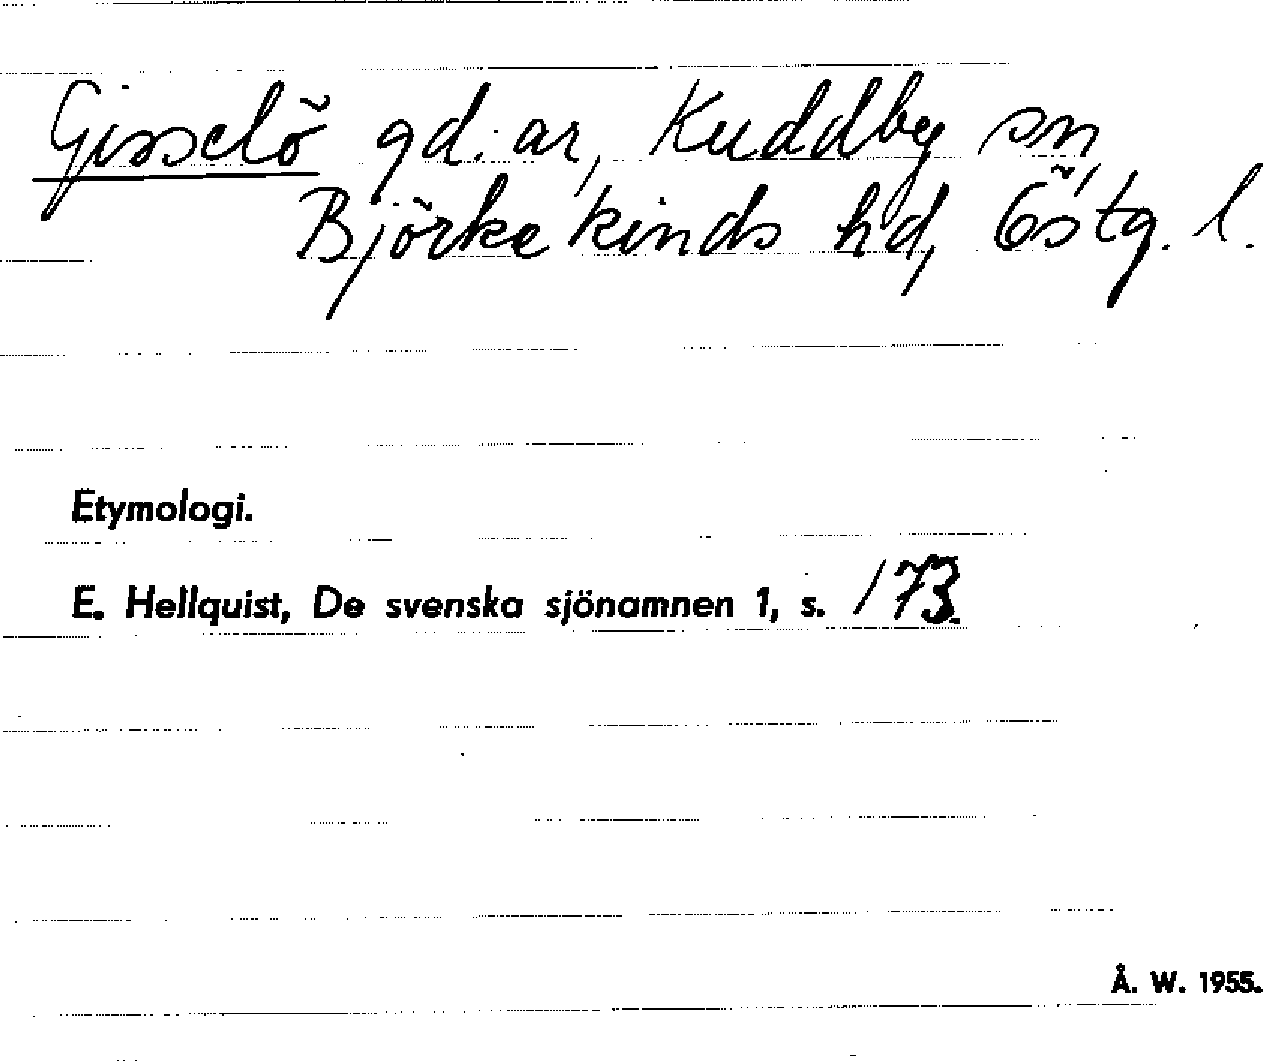 Gisselö gd:ar, Kuddby sn,
Björkekinds hd, Östg. l.
Etymologi.
E. Hellquist, De svenska sjönamnen 1, s. 173.
Å. W. 1955.